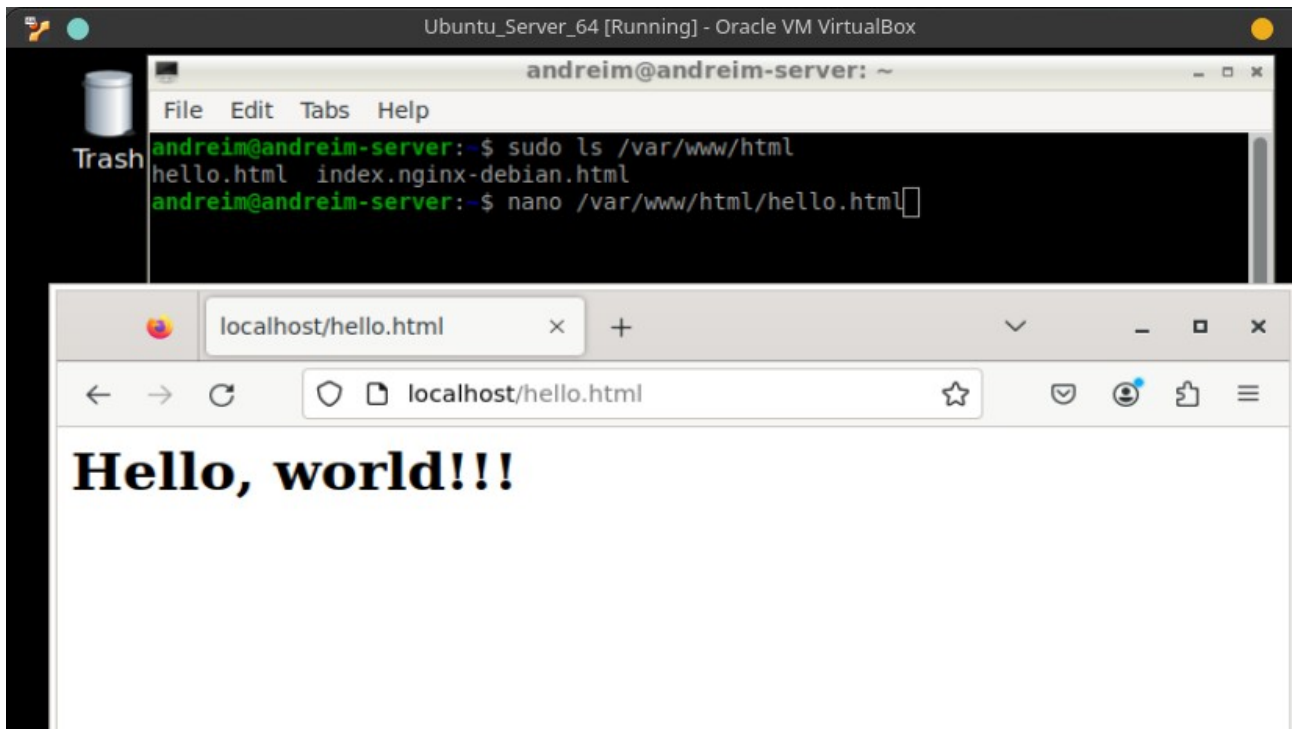 Ubuntu_Server_64 [Running] - Oracle VM VirtualBox
andreim@andreim-server: ~
File Edit Tabs Help
Trash
andreim@andreim-server:~$ sudo ls /var/www/html
hello.html index.nginx-debian.html
andreim@andreim-server:~$ nano /var/www/html/hello.html
localhost/hello.html
localhost/hello.html
Hello, world!!!